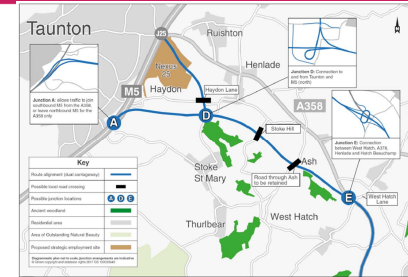 Taunton
J25
Ruishton
Nexus
25
Henlade
M5
Haydon
Haydon Lane
A358
Junction A: allows traffic to join
southbound M5 from the A358,
or leave northbound M5 for the
A358 only
Junction D: Connection to
and from Taunton and
M5 (north)
Junction E: Connection
between West Hatch, A378
Henlade and Hatch Beauchamp
A
D
E
Stoke Hill
Stoke
St Mary
Ash
Road through Ash
to be retained
West Hatch
Lane
West Hatch
Thurlbear
Key
Route alignment (dual carriageway)
Possible local road crossing
A D E Possible junction locations
Ancient woodland
Residential area
Area of Outstanding Natural Beauty
Proposed strategic employment site